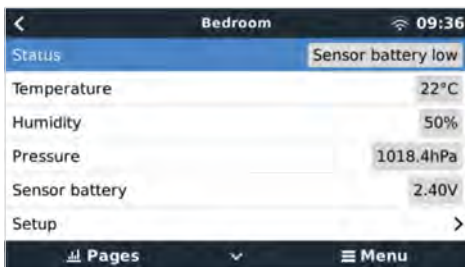 Bedroom 09:36
Status Sensor battery low
Temperature 22°C
Humidity 50%
Pressure 1018.4hPa
Sensor battery 2.40V
Setup
Pages Menu